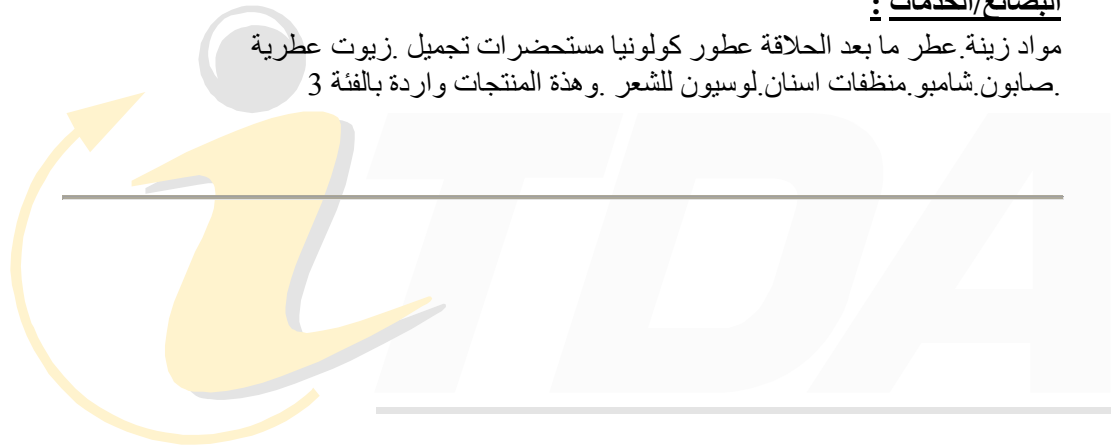 البضائع/الخدمات :
مواد زينة.عطر ما بعد الحلاقة عطور كولونيا مستحضرات تجميل .زيوت عطرية
.صابون.شامبو.منظفات اسنان.لوسيون للشعر .وهذة المنتجات واردة بالفئة 3
iTDA